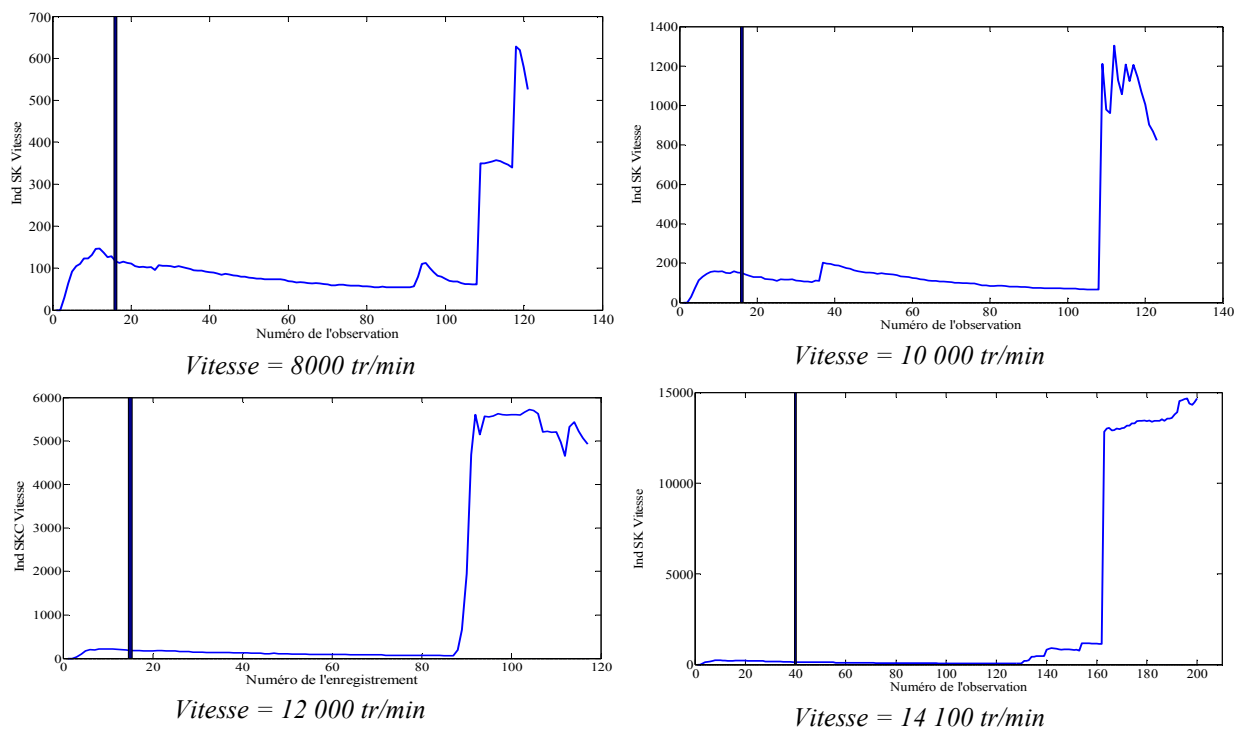 700
600
500
400
300
200
100
0
Ind SK Vitesse
0 20 40 60 80 100 120 140
Numéro de l'observation
Vitesse = 8000 tr/min
1400
1200
1000
800
600
400
200
0
Ind SK Vitesse
0 20 40 60 80 100 120 140
Numéro de l'observation
Vitesse = 10 000 tr/min
6000
5000
4000
3000
2000
1000
0
Ind SKC Vitesse
0 20 40 60 80 100 120
Numéro de l'enregistrement
Vitesse = 12 000 tr/min
15000
10000
5000
0
Ind SK Vitesse
0 20 40 60 80 100 120 140 160 180 200
Numéro de l'observation
Vitesse = 14 100 tr/min